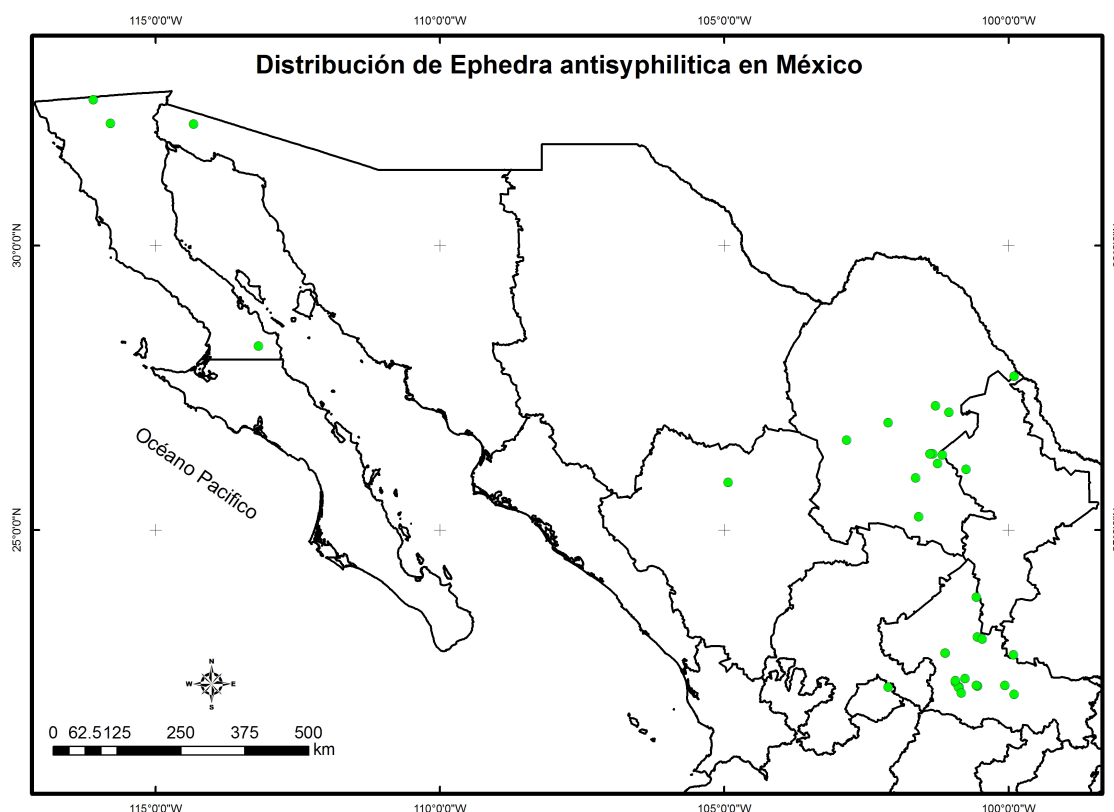 115°0'0"W 110°0'0"W 105°0'0"W 100°0'0"W
Distribución de Ephedra antisyphilitica en México
30°0'0"N
25°0'0"N
Océano Pacifico
N
W E
S
0 62.5 125 250 375 500
km
115°0'0"W 110°0'0"W 105°0'0"W 100°0'0"W